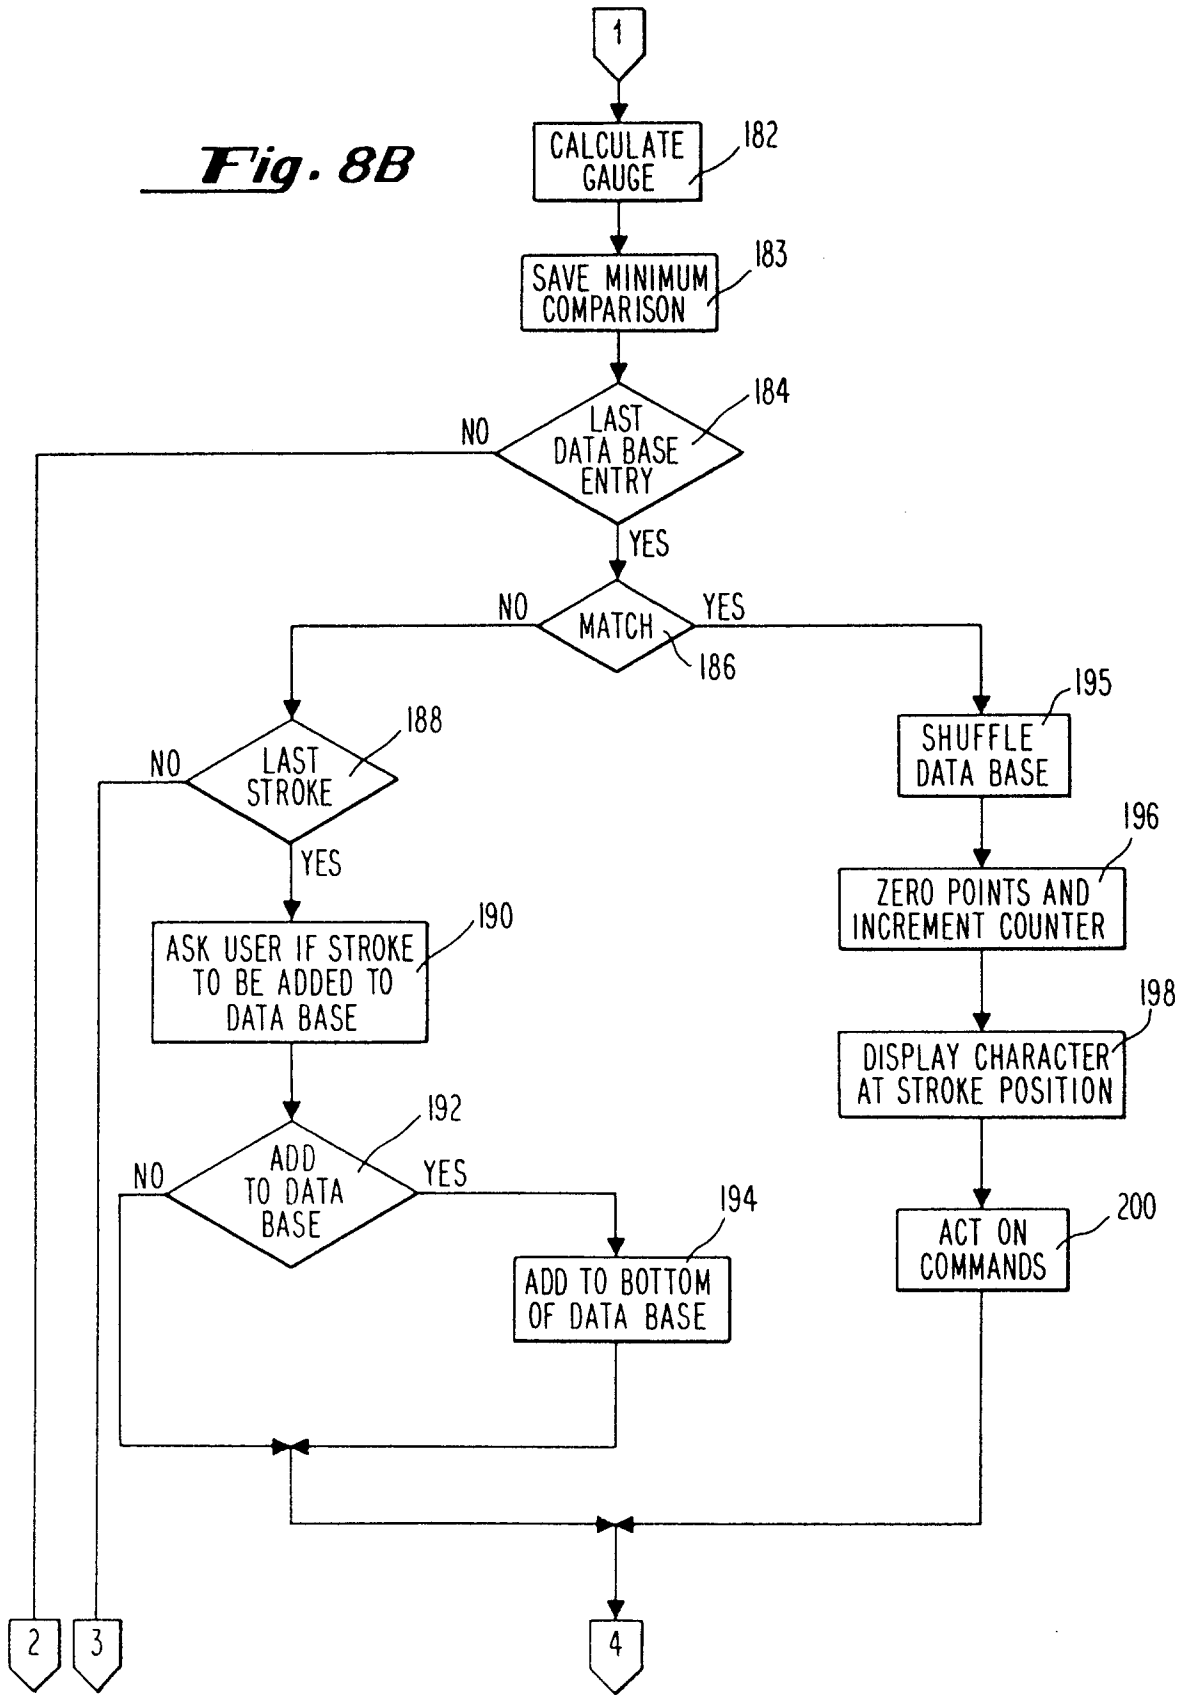 1
Fig. 8B
CALCULATE
GAUGE
182
SAVE MINIMUM
COMPARISON
183
LAST
DATA BASE
ENTRY
184
NO
YES
MATCH
186
NO
YES
LAST
STROKE
188
NO
YES
SHUFFLE
DATA BASE
195
ZERO POINTS AND
INCREMENT COUNTER
196
ASK USER IF STROKE
TO BE ADDED TO
DATA BASE
190
DISPLAY CHARACTER
AT STROKE POSITION
198
ADD
TO DATA
BASE
192
NO
YES
ADD TO BOTTOM
OF DATA BASE
194
ACT ON
COMMANDS
200
2
3
4